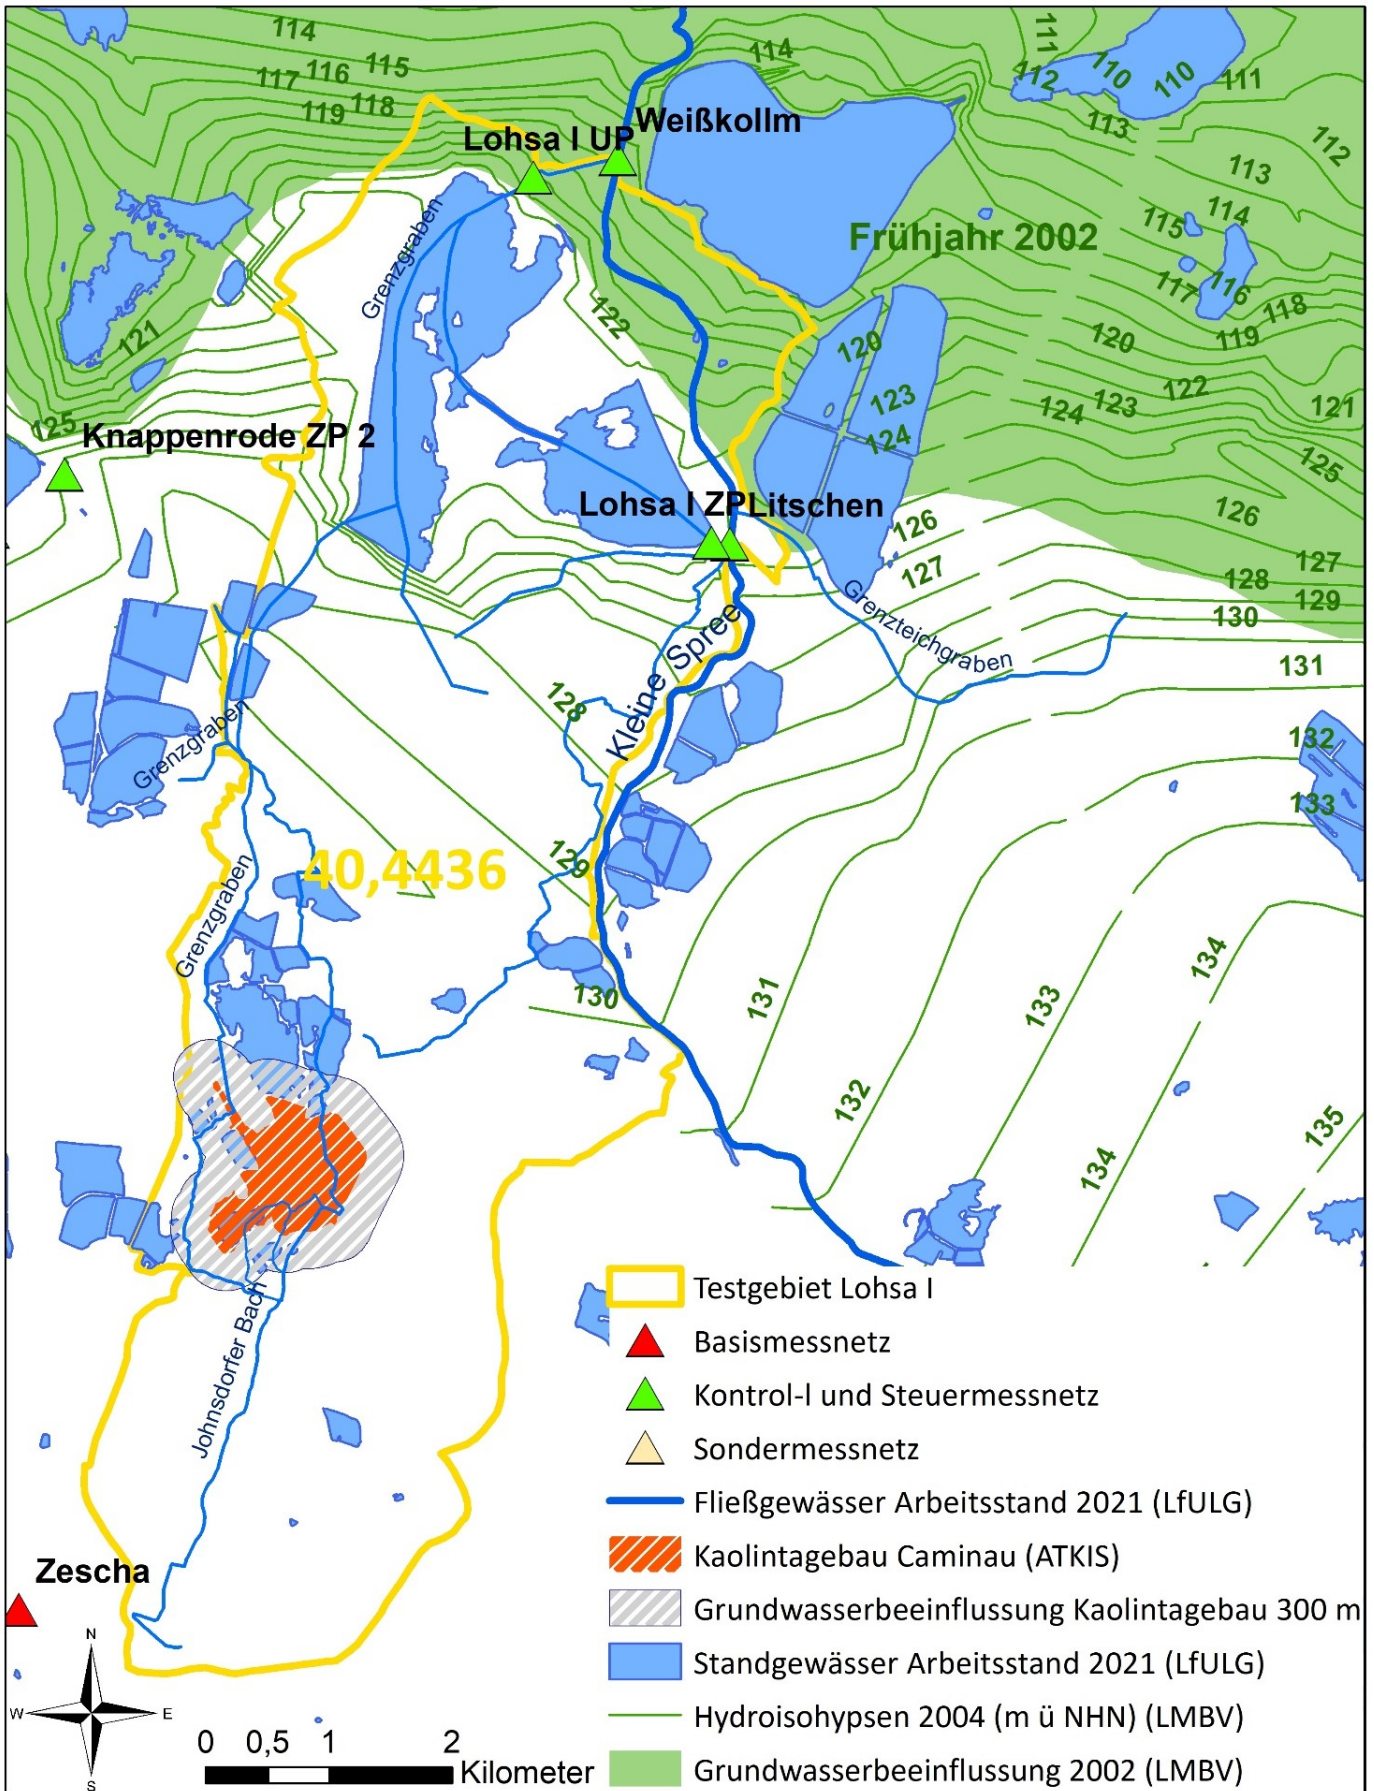 114
117 116 115
119 118
114
111
112 110 110 111
113
112
Weißkollm
Lohsa I UP
113
114
115
Frühjahr 2002
116
117
118
119
120
Grenzgraben
122
121
120
123
124
122
123
124
121
125
125
Knappenrode ZP 2
Lohsa I ZP Litschen
126
126
127
127
128
129
130
Grenzteichgraben
Kleine Spree
131
128
Grenzgraben
132
133
129
40,4436
Grenzgraben
130
131
133
134
132
134
135
Johnsdorfer Bach
Zescha
N
W
E
S
0 0,5 1 2
Kilometer
Testgebiet Lohsa I
Basismessnetz
Kontrol-l und Steuermessnetz
Sondermessnetz
Fließgewässer Arbeitsstand 2021 (LfULG)
Kaolintagebau Caminau (ATKIS)
Grundwasserbeeinflussung Kaolintagebau 300 m
Standgewässer Arbeitsstand 2021 (LfULG)
Hydroisohypsen 2004 (m ü NHN) (LMBV)
Grundwasserbeeinflussung 2002 (LMBV)